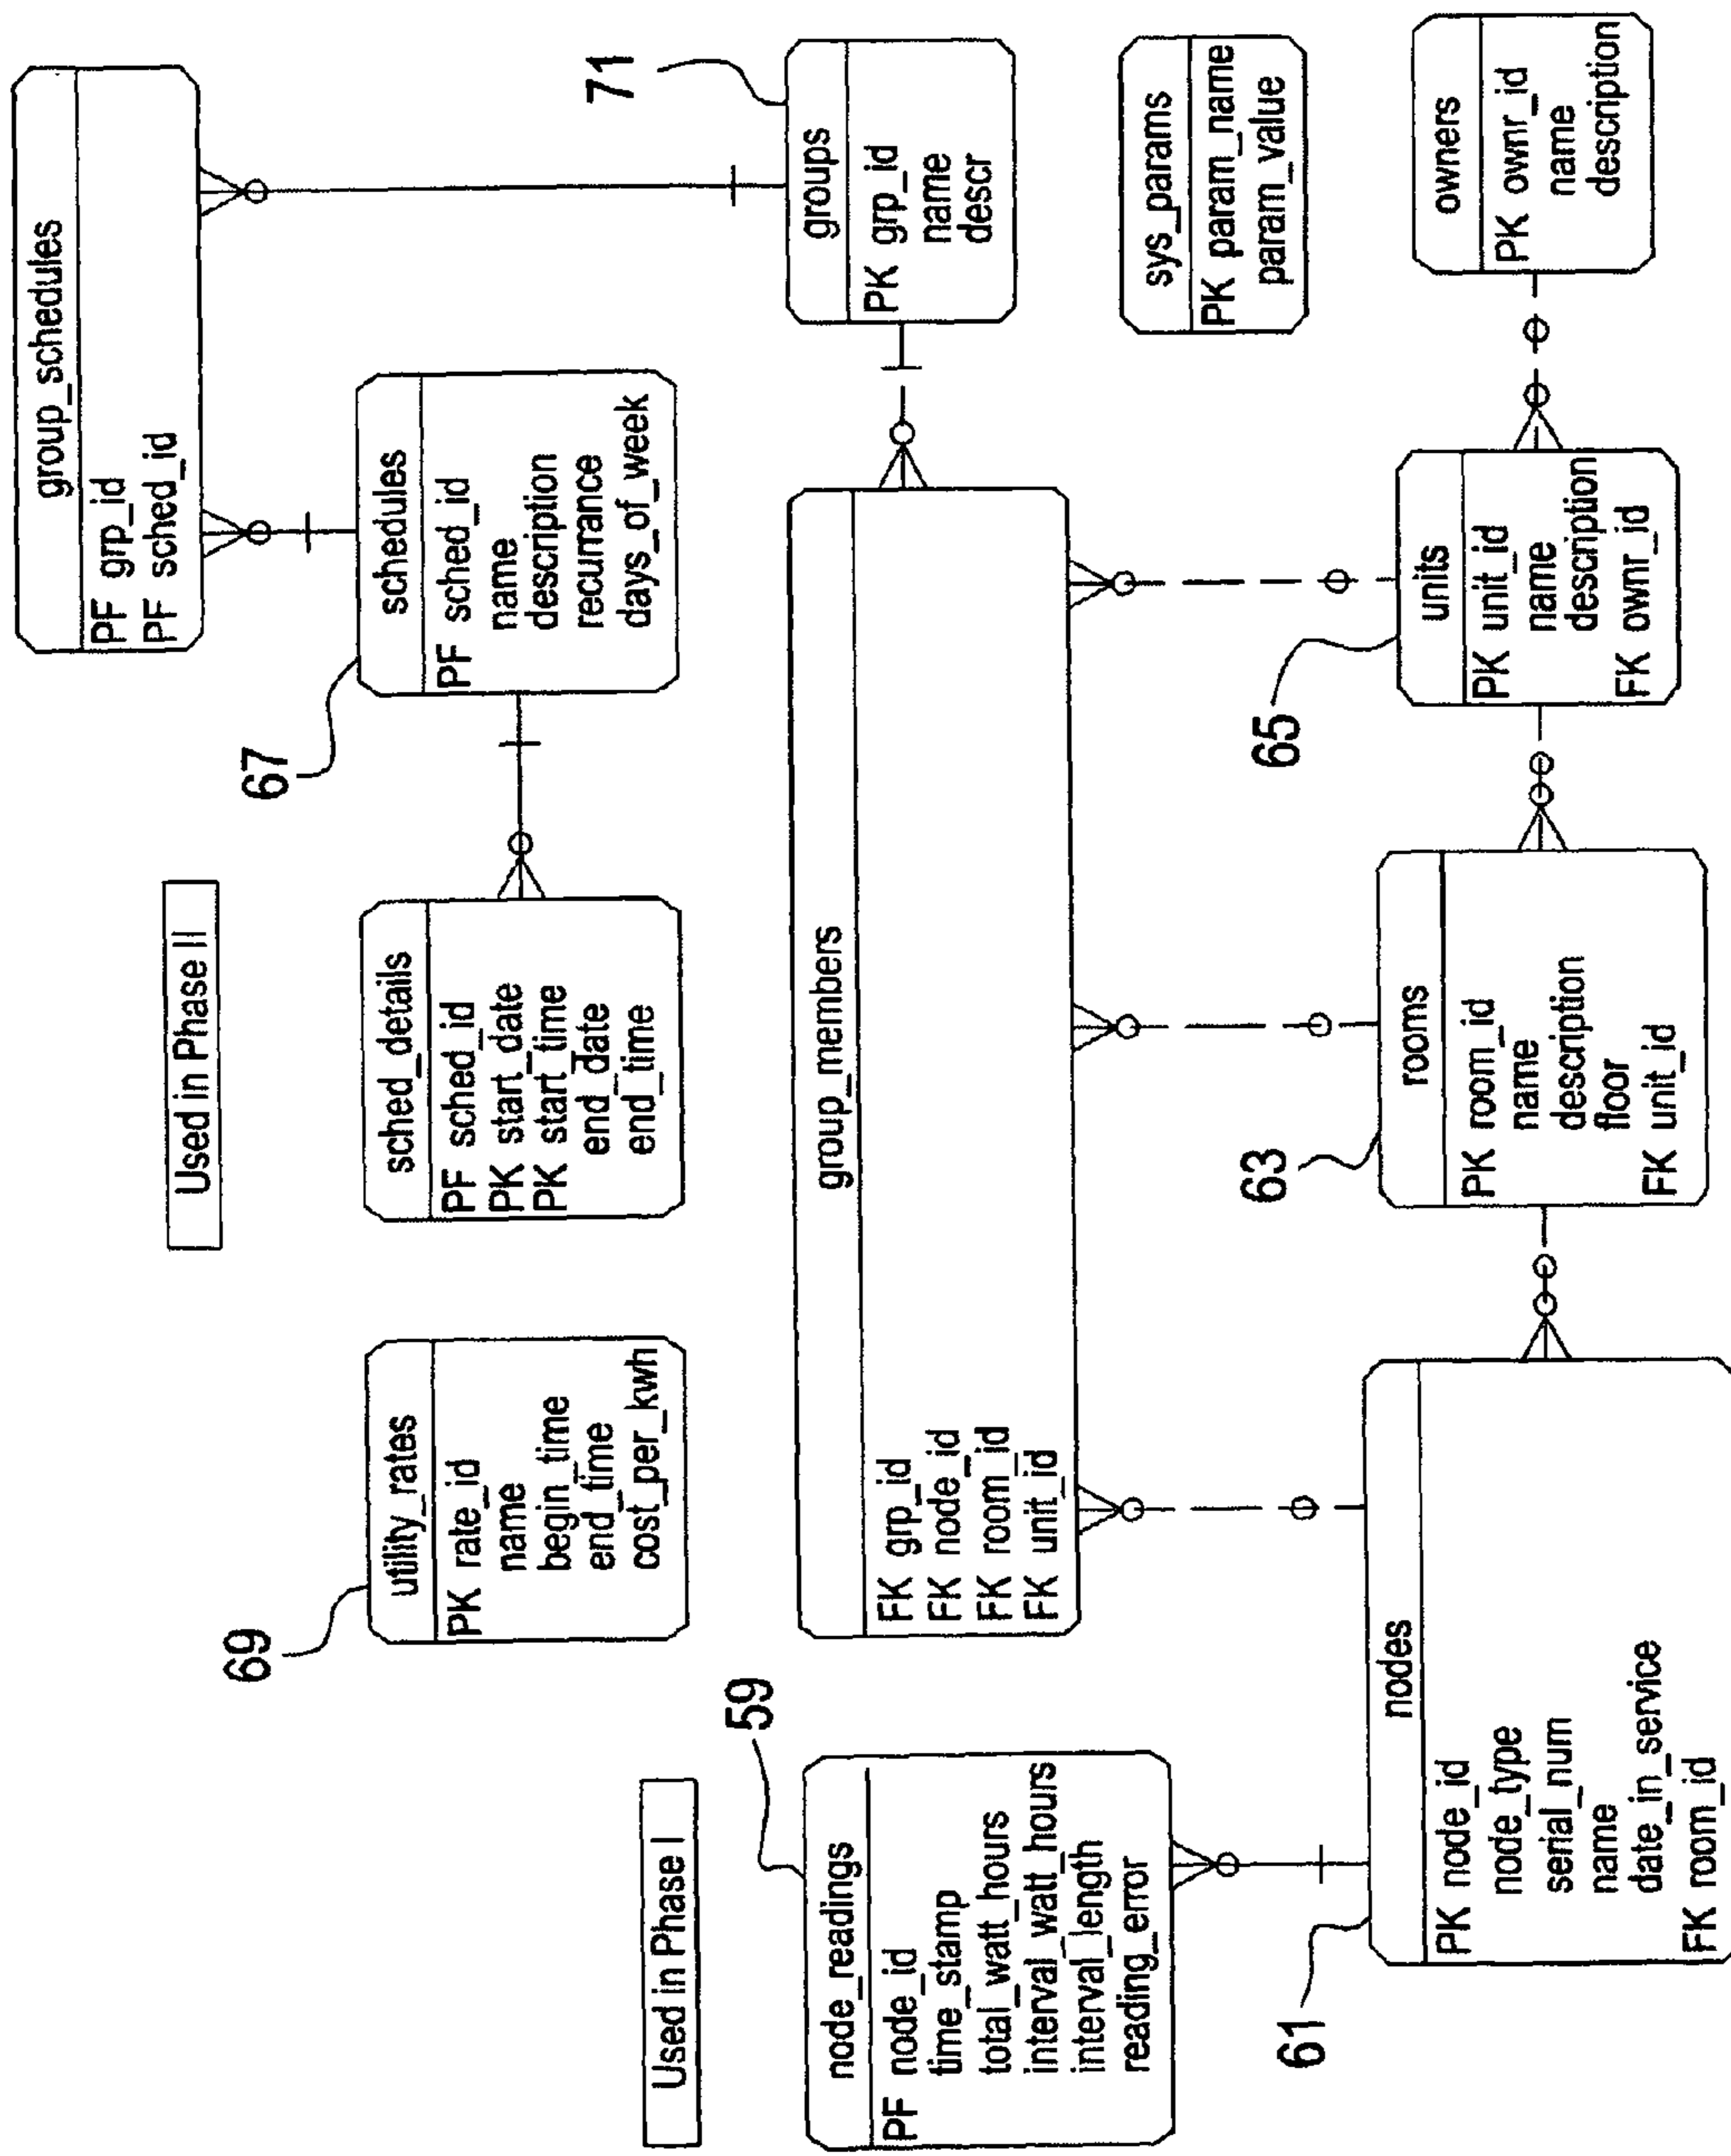 Used in Phase II
group_schedules
PF grp_id
PF sched_id
69
utility_rates
PK rate_id
name
begin_time
end_time
cost_per_kwh
sched_details
PF sched_id
PK start_date
PK start_time
end_date
end_time
67
schedules
PF sched_id
name
description
recurrance
days_of_week
Used in Phase I
59
node_readings
PF node_id
time_stamp
total_watt_hours
interval_watt_hours
interval_length
reading_error
group_members
FK grp_id
FK node_id
FK room_id
FK unit_id
71
groups
PK grp_id
name
descr
sys_params
PK param_name
param_value
61
nodes
PK node_id
node_type
serial_num
name
date_in_service
FK room_id
63
rooms
PK room_id
name
description
floor
FK unit_id
65
units
PK unit_id
name
description
FK ownr_id
owners
PK ownr_id
name
description